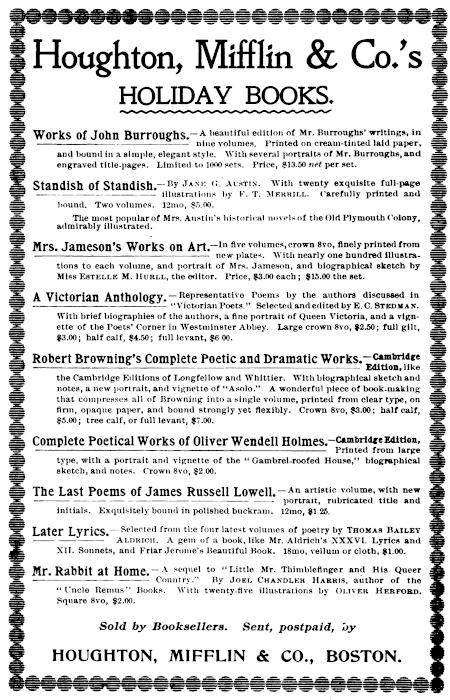 Houghton, Mifflin & Co.'s
HOLIDAY BOOKS.
Works of John Burroughs.—A beautiful edition of Mr. Burroughs' writings, in
nine volumes. Printed on cream-tinted laid paper,
and bound in a simple, elegant style. With several portraits of Mr. Burroughs, and
engraved title-pages. Limited to 1000 sets. Price, $13.50 net per set.
Standish of Standish.—By JANE G. AUSTIN. With twenty exquisite full-page
illustrations by F. T. MERRILL. Carefully printed and
bound. Two volumes. 12mo, $5.00.
The most popular of Mrs. Austin's historical novels of the Old Plymouth Colony,
admirably illustrated.
Mrs. Jameson's Works on Art.—In five volumes, crown 8vo, finely printed from
new plates. With nearly one hundred illustra-
tions to each volume, and portrait of Mrs. Jameson, and biographical sketch by
Miss ESTELLE M. HURLL, the editor. Price, $3.00 each; $15.00 the set.
A Victorian Anthology.—Representative Poems by the authors discussed in
"Victorian Poets." Selected and edited by E. C. STEDMAN.
With brief biographies of the authors, a fine portrait of Queen Victoria, and a vign-
ette of the Poets' Corner in Westminster Abbey. Large crown 8vo, $2.50; full gilt,
$3.00; half calf, $4.50; full levant, $6 00.
Robert Browning's Complete Poetic and Dramatic Works.—Cambridge
Edition, like
the Cambridge Editions of Longfellow and Whittier. With biographical sketch and
notes, a new portrait, and vignette of "Asolo." A wonderful piece of book-making
that compresses all of Browning into a single volume, printed from clear type, on
firm, opaque paper, and bound strongly yet flexibly. Crown 8vo, $3.00; half calf,
$5.00; tree calf, or full levant, $7.00.
Complete Poetical Works of Oliver Wendell Holmes.—Cambridge Edition,
Printed from large
type, with a portrait and vignette of the "Gambrel-roofed House," biographical
sketch, and notes. Crown 8vo, $2.00.
The Last Poems of James Russell Lowell.—An artistic volume, with new
portrait, rubricated title and
initials. Exquisitely bound in polished buckram. 12mo, $1.25.
Later Lyrics.—Selected from the four latest volumes of poetry by THOMAS BAILEY
ALDRICH. A gem of a book, like Mr. Aldrich's XXXVI. Lyrics and
XII. Sonnets, and Friar Jerome's Beautiful Book. 18mo, vellum or cloth, $1.00.
Mr. Rabbit at Home.—A sequel to "Little Mr. Thimblefinger and His Queer
Country." By JOEL CHANDLER HARRIS, author of the
"Uncle Remus" Books. With twenty-five illustrations by OLIVER HERFORD.
Square 8vo, $2.00.
Sold by Booksellers. Sent, postpaid, by
HOUGHTON, MIFFLIN & CO., BOSTON.